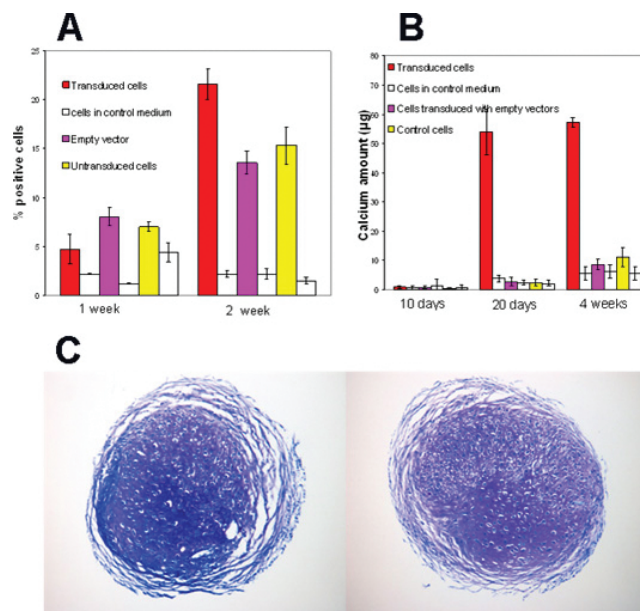 A
% positive cells
25
20
15
10
5
0
Transduced cells
cells in control medium
Empty vector
Untransduced cells
1 week
2 week
B
Calcium amount (µg)
80
70
60
50
40
30
20
10
0
Transduced cells
Cells in control medium
Cells transduced with empty vectors
Control cells
10 days
20 days
4 weeks
C